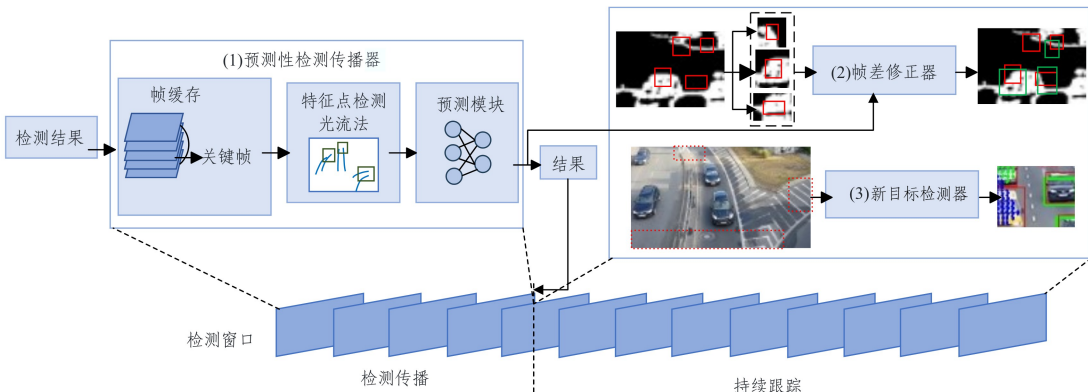 (1)预测性检测传播器
检测结果
帧缓存
关键帧
特征点检测
光流法
预测模块
结果
(2)帧差修正器
(3)新目标检测器
检测窗口
检测传播
持续跟踪